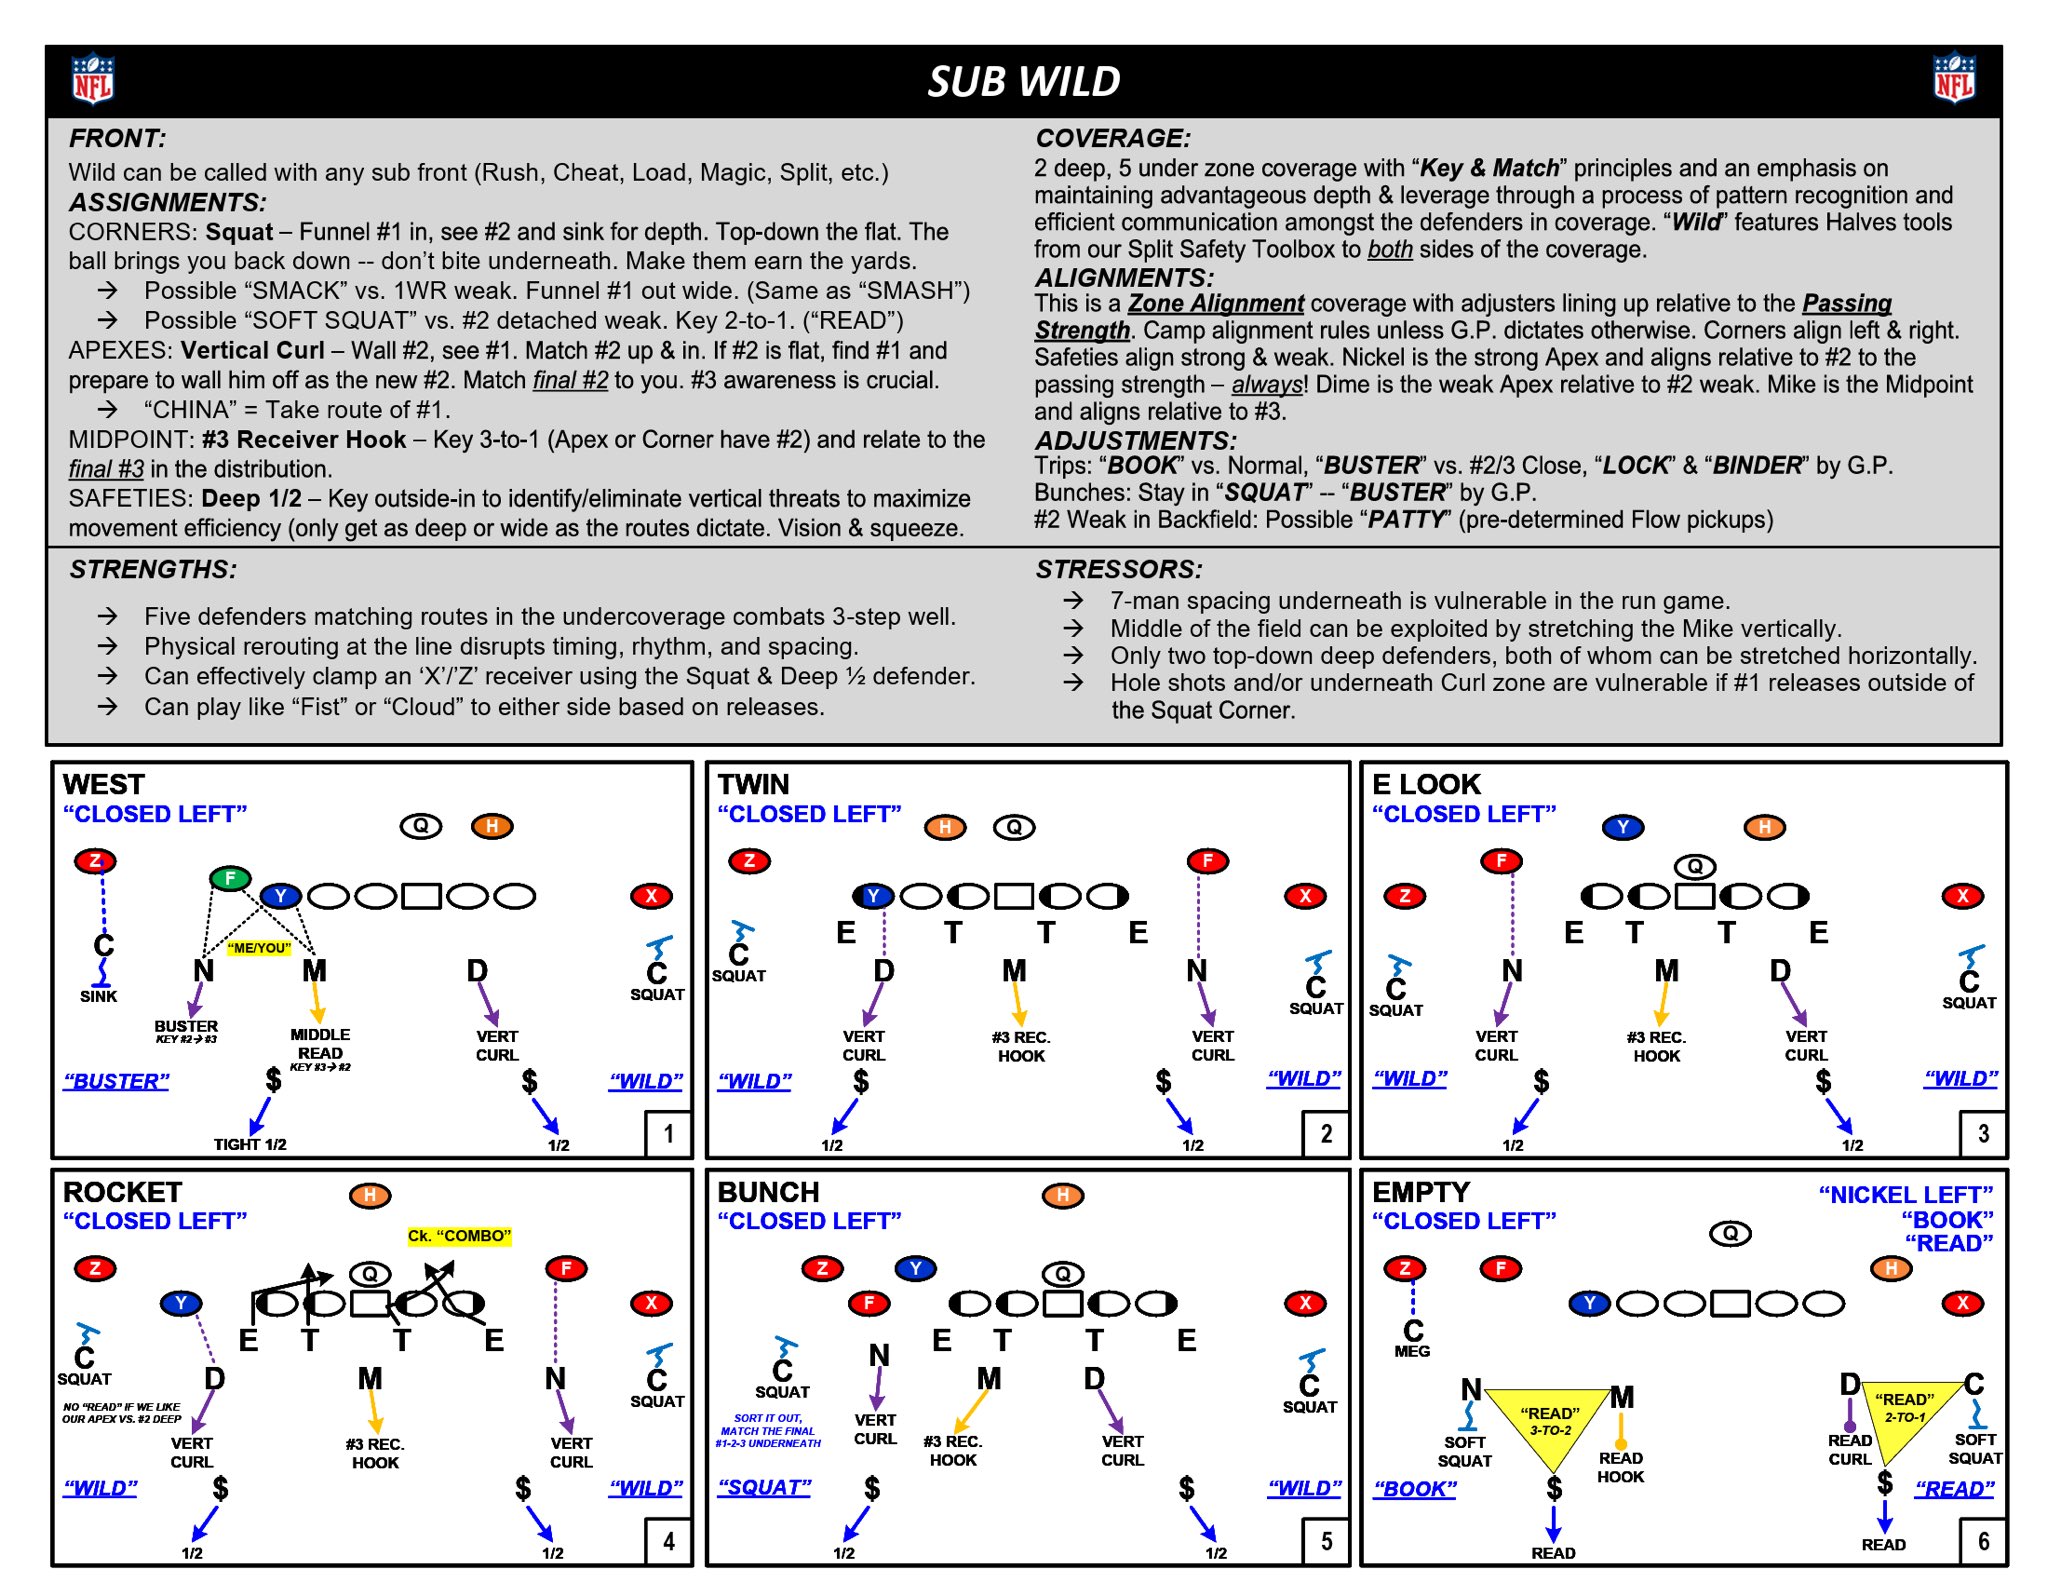 NFL
SUB WILD
NFL
FRONT:
Wild can be called with any sub front (Rush, Cheat, Load, Magic, Split, etc.)
ASSIGNMENTS:
CORNERS: Squat – Funnel #1 in, see #2 and sink for depth. Top-down the flat. The
ball brings you back down -- don't bite underneath. Make them earn the yards.
→ Possible “SMACK” vs. 1WR weak. Funnel #1 out wide. (Same as “SMASH”)
→ Possible “SOFT SQUAT” vs. #2 detached weak. Key 2-to-1. (“READ”)
APEXES: Vertical Curl – Wall #2, see #1. Match #2 up & in. If #2 is flat, find #1 and
prepare to wall him off as the new #2. Match final #2 to you. #3 awareness is crucial.
→ “CHINA” = Take route of #1.
MIDPOINT: #3 Receiver Hook – Key 3-to-1 (Apex or Corner have #2) and relate to the
final #3 in the distribution.
SAFETIES: Deep 1/2 – Key outside-in to identify/eliminate vertical threats to maximize
movement efficiency (only get as deep or wide as the routes dictate. Vision & squeeze.
COVERAGE:
2 deep, 5 under zone coverage with “Key & Match” principles and an emphasis on
maintaining advantageous depth & leverage through a process of pattern recognition and
efficient communication amongst the defenders in coverage. “Wild” features Halves tools
from our Split Safety Toolbox to both sides of the coverage.
ALIGNMENTS:
This is a Zone Alignment coverage with adjusters lining up relative to the Passing
Strength. Camp alignment rules unless G.P. dictates otherwise. Corners align left & right.
Safeties align strong & weak. Nickel is the strong Apex and aligns relative to #2 to the
passing strength – always! Dime is the weak Apex relative to #2 weak. Mike is the Midpoint
and aligns relative to #3.
ADJUSTMENTS:
Trips: “BOOK” vs. Normal, “BUSTER” vs. #2/3 Close, “LOCK” & “BINDER” by G.P.
Bunches: Stay in “SQUAT” -- “BUSTER” by G.P.
#2 Weak in Backfield: Possible “PATTY” (pre-determined Flow pickups)
STRENGTHS:
→ Five defenders matching routes in the undercoverage combats 3-step well.
→ Physical rerouting at the line disrupts timing, rhythm, and spacing.
→ Can effectively clamp an ‘X’/’Z’ receiver using the Squat & Deep ½ defender.
→ Can play like “Fist” or “Cloud” to either side based on releases.
STRESSORS:
→ 7-man spacing underneath is vulnerable in the run game.
→ Middle of the field can be exploited by stretching the Mike vertically.
→ Only two top-down deep defenders, both of whom can be stretched horizontally.
→ Hole shots and/or underneath Curl zone are vulnerable if #1 releases outside of
the Squat Corner.
WEST
“CLOSED LEFT”
Q H
Z F Y X
“ME/YOU”
C N M D C
SINK SQUAT
BUSTER
KEY #2→#3
MIDDLE
READ
KEY #3→#2
VERT
CURL
“BUSTER” $ $ “WILD”
TIGHT 1/2 1/2
1
TWIN
“CLOSED LEFT”
H Q
Z F
Y X
E T T E
C D M N C
SQUAT SQUAT
VERT
CURL
#3 REC.
HOOK
VERT
CURL
“WILD” $ $ “WILD”
1/2 1/2
2
E LOOK
“CLOSED LEFT”
Y H
F Q
Z X
E T T E
C N M D C
SQUAT SQUAT
VERT
CURL
#3 REC.
HOOK
VERT
CURL
“WILD” $ $ “WILD”
1/2 1/2
3
ROCKET
“CLOSED LEFT”
H
Ck. “COMBO”
Z Q F
Y X
E T T E
C D M N C
SQUAT SQUAT
NO “READ” IF WE LIKE
OUR APEX VS. #2 DEEP
VERT
CURL
#3 REC.
HOOK
VERT
CURL
“WILD” $ $ “WILD”
1/2 1/2
4
BUNCH
“CLOSED LEFT”
H
Z Y Q
F X
E T T E
C N M D C
SQUAT SQUAT
SORT IT OUT,
MATCH THE FINAL
#1-2-3 UNDERNEATH
VERT
CURL
#3 REC.
HOOK
VERT
CURL
“SQUAT” $ $ “WILD”
1/2 1/2
5
EMPTY
“CLOSED LEFT”
“NICKEL LEFT”
“BOOK”
“READ”
Q
Z F H
Y X
C
MEG
N M D C
“READ”
3-TO-2
“READ”
2-TO-1
SOFT
SQUAT
READ
HOOK
READ
CURL
SOFT
SQUAT
“BOOK” $ $ “READ”
READ READ
6